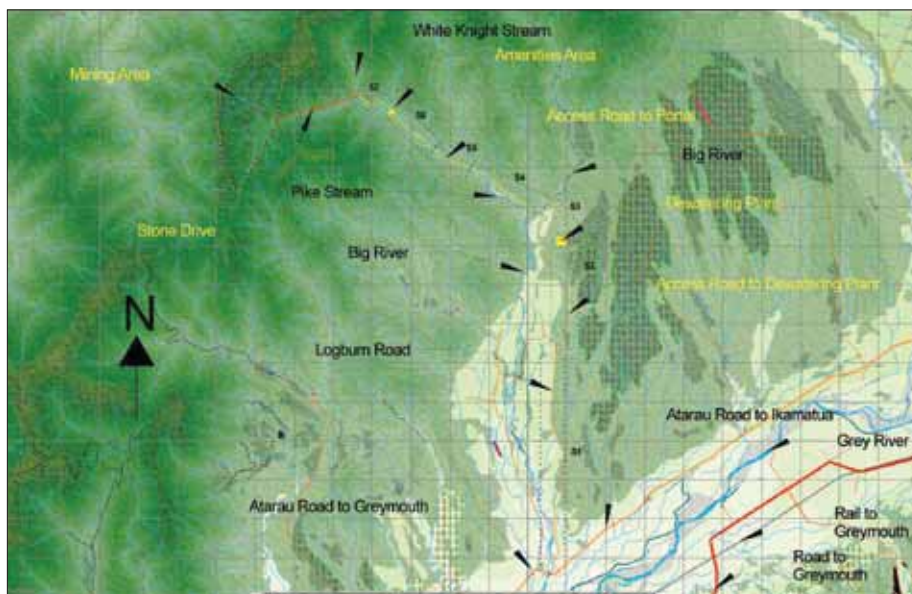 White Knight Stream
Amenities Area
Mining Area
Access Road to Portal
Big River
Pike Stream
Dewatering Plant
Stone Drive
Big River
Access Road to Dewatering Plant
N
Logburn Road
Atarau Road to Ikamatua
Grey River
Atarau Road to Greymouth
Rail to
Greymouth
Road to
Greymouth